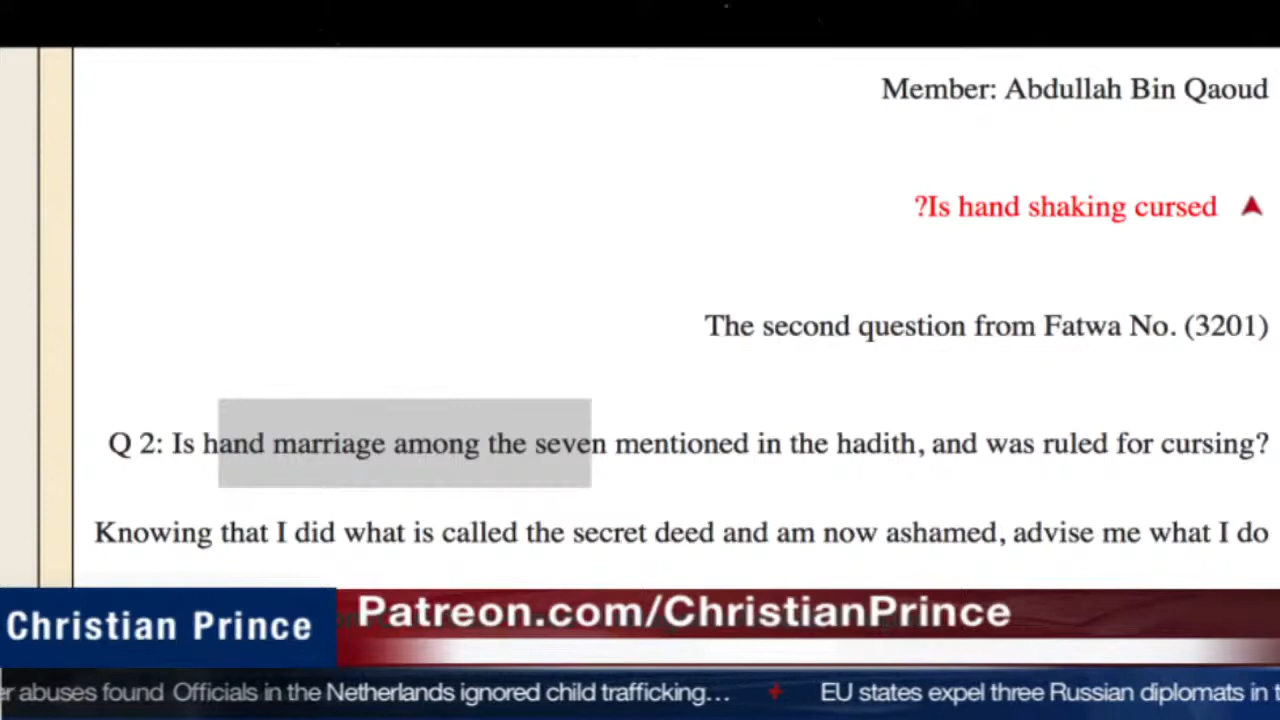 Member: Abdullah Bin Qaoud
?Is hand shaking cursed
The second question from Fatwa No. (3201)
Q 2: Is hand marriage among the seven mentioned in the hadith, and was ruled for cursing?
Knowing that I did what is called the secret deed and am now ashamed, advise me what I do
Christian Prince
Patreon.com/ChristianPrince
er abuses found Officials in the Netherlands ignored child trafficking... + EU states expel three Russian diplomats in t